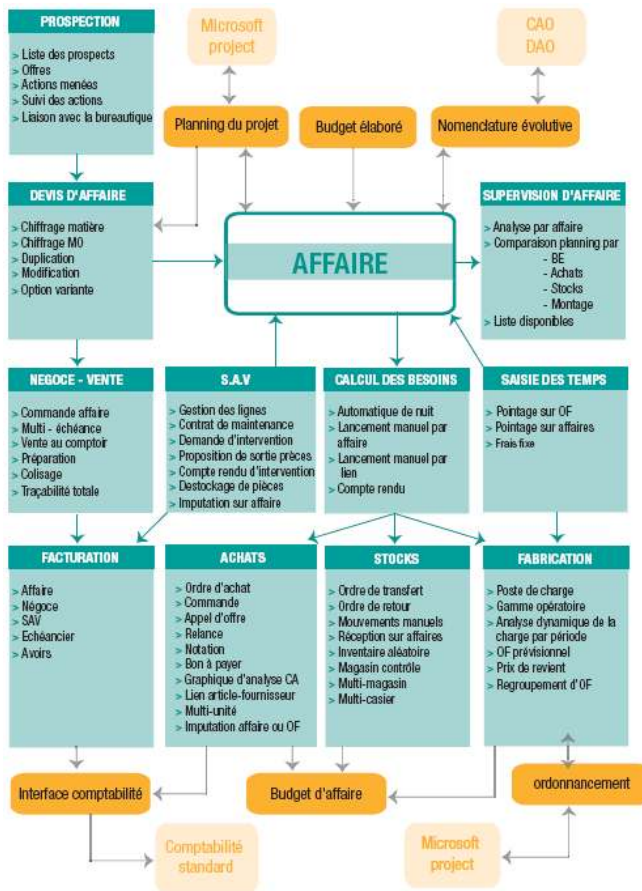 PROSPECTION
> Liste des prospects
> Offres
> Actions menées
> Suivi des actions
> Liaison avec la bureautique
Microsoft
project
CAO
DAO
Planning du projet
Budget élaboré
Nomenclature évolutive
DEVIS D'AFFAIRE
> Chiffrage matière
> Chiffrage MO
> Duplication
> Modification
> Option variante
AFFAIRE
SUPERVISION D'AFFAIRE
> Analyse par affaire
> Comparaison planning par
- BE
- Achats
- Stocks
- Montage
> Liste disponibles
NEGOCE - VENTE
> Commande affaire
> Multi - échéance
> Vente au comptoir
> Préparation
> Colisage
> Traçabilité totale
S.A.V
> Gestion des lignes
> Contrat de maintenance
> Demande d'intervention
> Proposition de sortie prèces
> Compte rendu d'intervention
> Destockage de pièces
> Imputation sur affaire
CALCUL DES BESOINS
> Automatique de nuit
> Lancement manuel par
affaire
> Lancement manuel par
lien
> Compte rendu
SAISIE DES TEMPS
> Pointage sur OF
> Pointage sur affaires
> Frais fixe
FACTURATION
> Affaire
> Négoce
> SAV
> Echéancier
> Avoirs
ACHATS
> Ordre d'achat
> Commande
> Appel d'offre
> Relance
> Notation
> Bon à payer
> Graphique d'analyse CA
> Lien article-fournisseur
> Multi-unité
> Imputation affaire ou OF
STOCKS
> Ordre de transfert
> Ordre de retour
> Mouvements manuels
> Réception sur affaires
> Inventaire aléatoire
> Magasin contrôle
> Multi-magasin
> Multi-casier
FABRICATION
> Poste de charge
> Gamme opératoire
> Analyse dynamique de la
charge par période
> OF prévisionnel
> Prix de revient
> Regroupement d'OF
Interface comptabilité
Budget d'affaire
ordonnancement
Comptabilité
standard
Microsoft
project